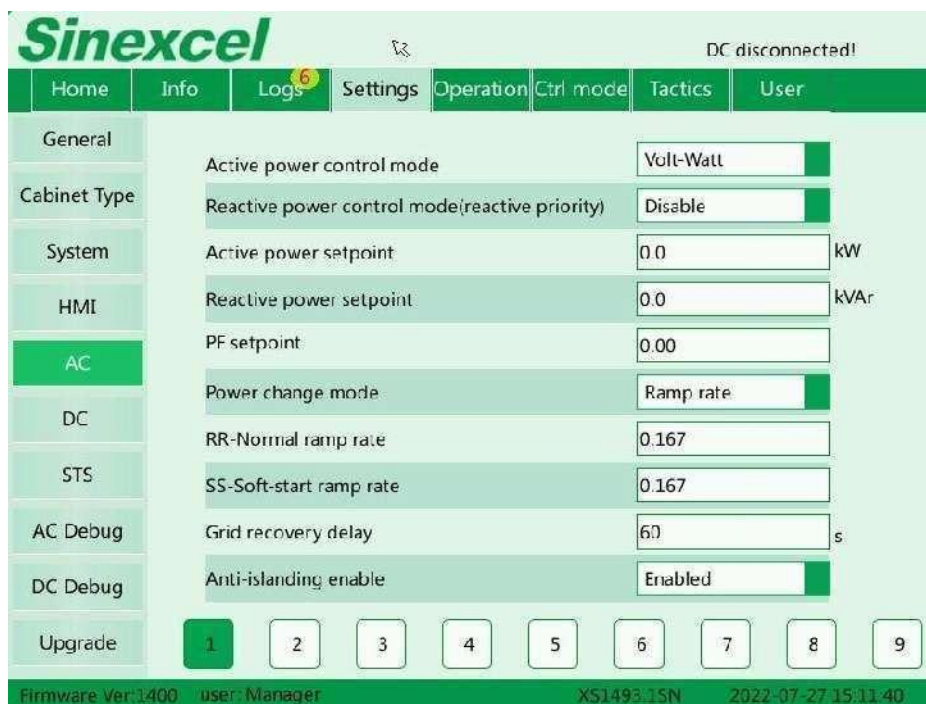 Sinexcel
DC disconnected!
Home Info Logs 6 Settings Operation Ctrl mode Tactics User
General
Cabinet Type
System
HMI
AC
DC
STS
AC Debug
DC Debug
Upgrade
Active power control mode Volt-Watt
Reactive power control mode(reactive priority) Disable
Active power setpoint 0.0 kW
Reactive power setpoint 0.0 kVAr
PF setpoint 0.00
Power change mode Ramp rate
RR-Normal ramp rate 0.167
SS-Soft-start ramp rate 0.167
Grid recovery delay 60 s
Anti-islanding enable Enabled
1 2 3 4 5 6 7 8 9
Firmware Ver:1400 user: Manager XS1493.1SN 2022-07-27 15:11:40